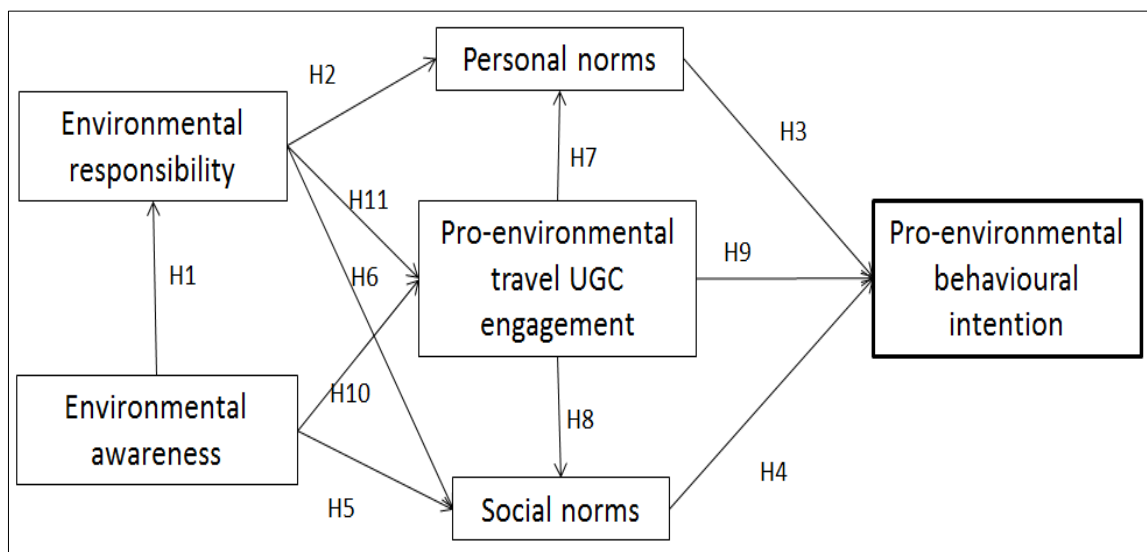 Personal norms
H2
Environmental
responsibility
H3
H7
H11
Pro-environmental
travel UGC
engagement
H9
Pro-environmental
behavioural
intention
H1
H6
H10
Environmental
awareness
H8
H4
H5
Social norms